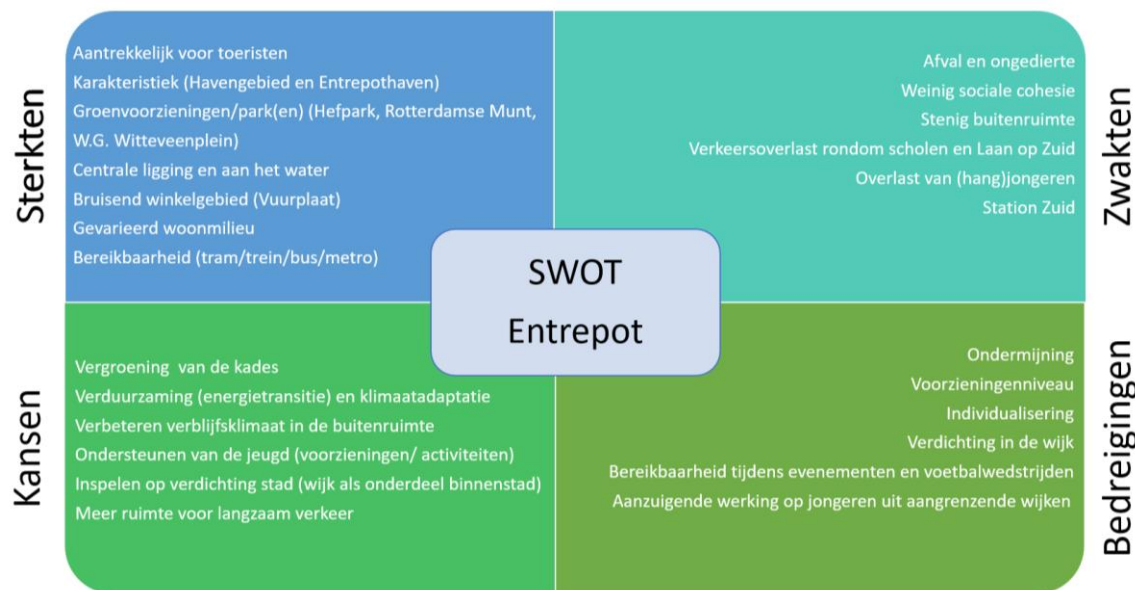 Sterkten
Aantrekkelijk voor toeristen
Karakteristiek (Havengebied en Entrepothaven)
Groenvoorzieningen/park(en) (Hefpark, Rotterdamse Munt,
W.G. Witteveenplein)
Centrale ligging en aan het water
Bruisend winkelgebied (Vuurplaat)
Gevarieerd woonmilieu
Bereikbaarheid (tram/trein/bus/metro)
Zwakten
Afval en ongedierte
Weinig sociale cohesie
Stenig buitenruimte
Verkeersoverlast rondom scholen en Laan op Zuid
Overlast van (hang)jongeren
Station Zuid
SWOT
Entrepot
Kansen
Vergroening van de kades
Verduurzaming (energietransitie) en klimaatadaptatie
Verbeteren verblijfsklimaat in de buitenruimte
Ondersteunen van de jeugd (voorzieningen/ activiteiten)
Inspelen op verdichting stad (wijk als onderdeel binnenstad)
Meer ruimte voor langzaam verkeer
Bedreigingen
Ondermijning
Voorzieningenniveau
Individualisering
Verdichting in de wijk
Bereikbaarheid tijdens evenementen en voetbalwedstrijden
Aanzuigende werking op jongeren uit aangrenzende wijken